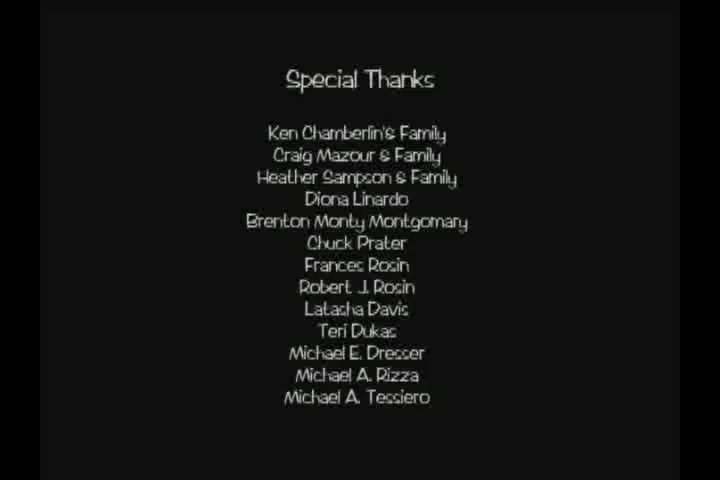 Special Thanks
Ken Chamberlin's Family
Craig Mazour & Family
Heather Sampson & Family
Diona Linardo
Brenton Monty Montgomary
Chuck Prater
Frances Rosin
Robert J. Rosin
Latasha Davis
Teri Dukas
Michael E. Dresser
Michael A. Rizza
Michael A. Tessiero